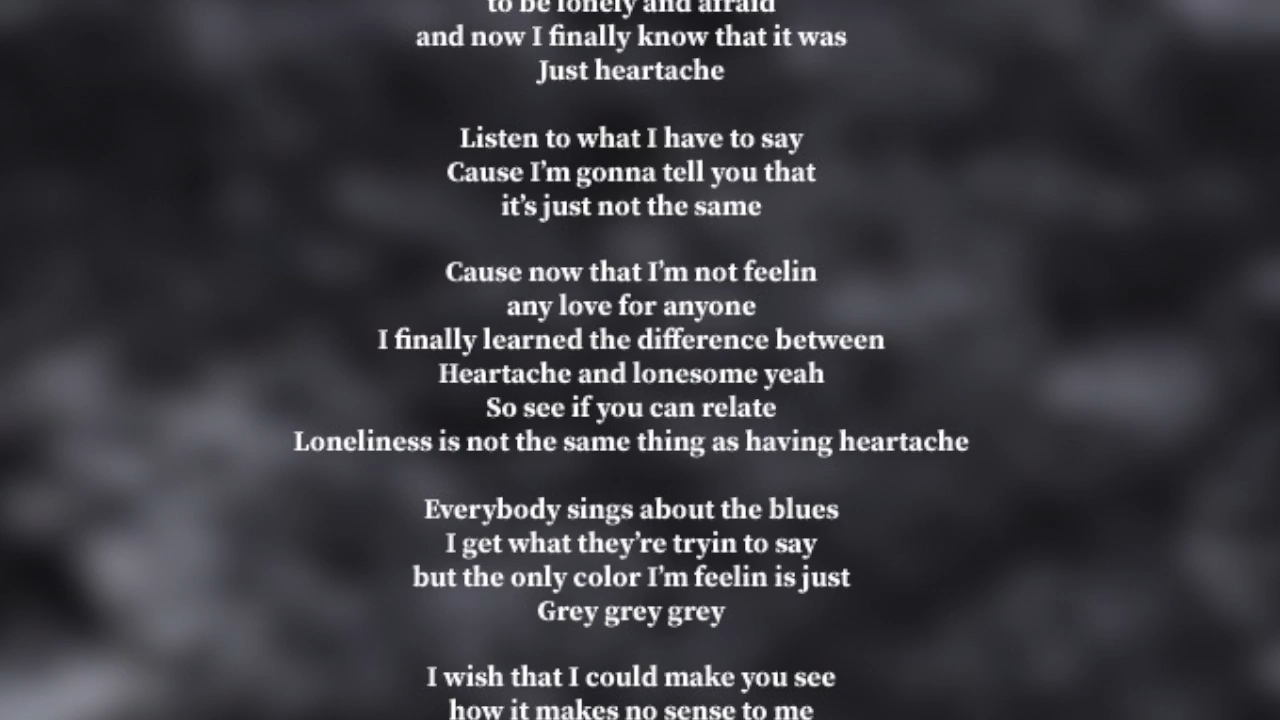 to be lonely and afraid
and now I finally know that it was
Just heartache
Listen to what I have to say
Cause I'm gonna tell you that
it's just not the same
Cause now that I'm not feelin
any love for anyone
I finally learned the difference between
Heartache and lonesome yeah
So see if you can relate
Loneliness is not the same thing as having heartache
Everybody sings about the blues
I get what they're tryin to say
but the only color I'm feelin is just
Grey grey grey
I wish that I could make you see
how it makes no sense to me